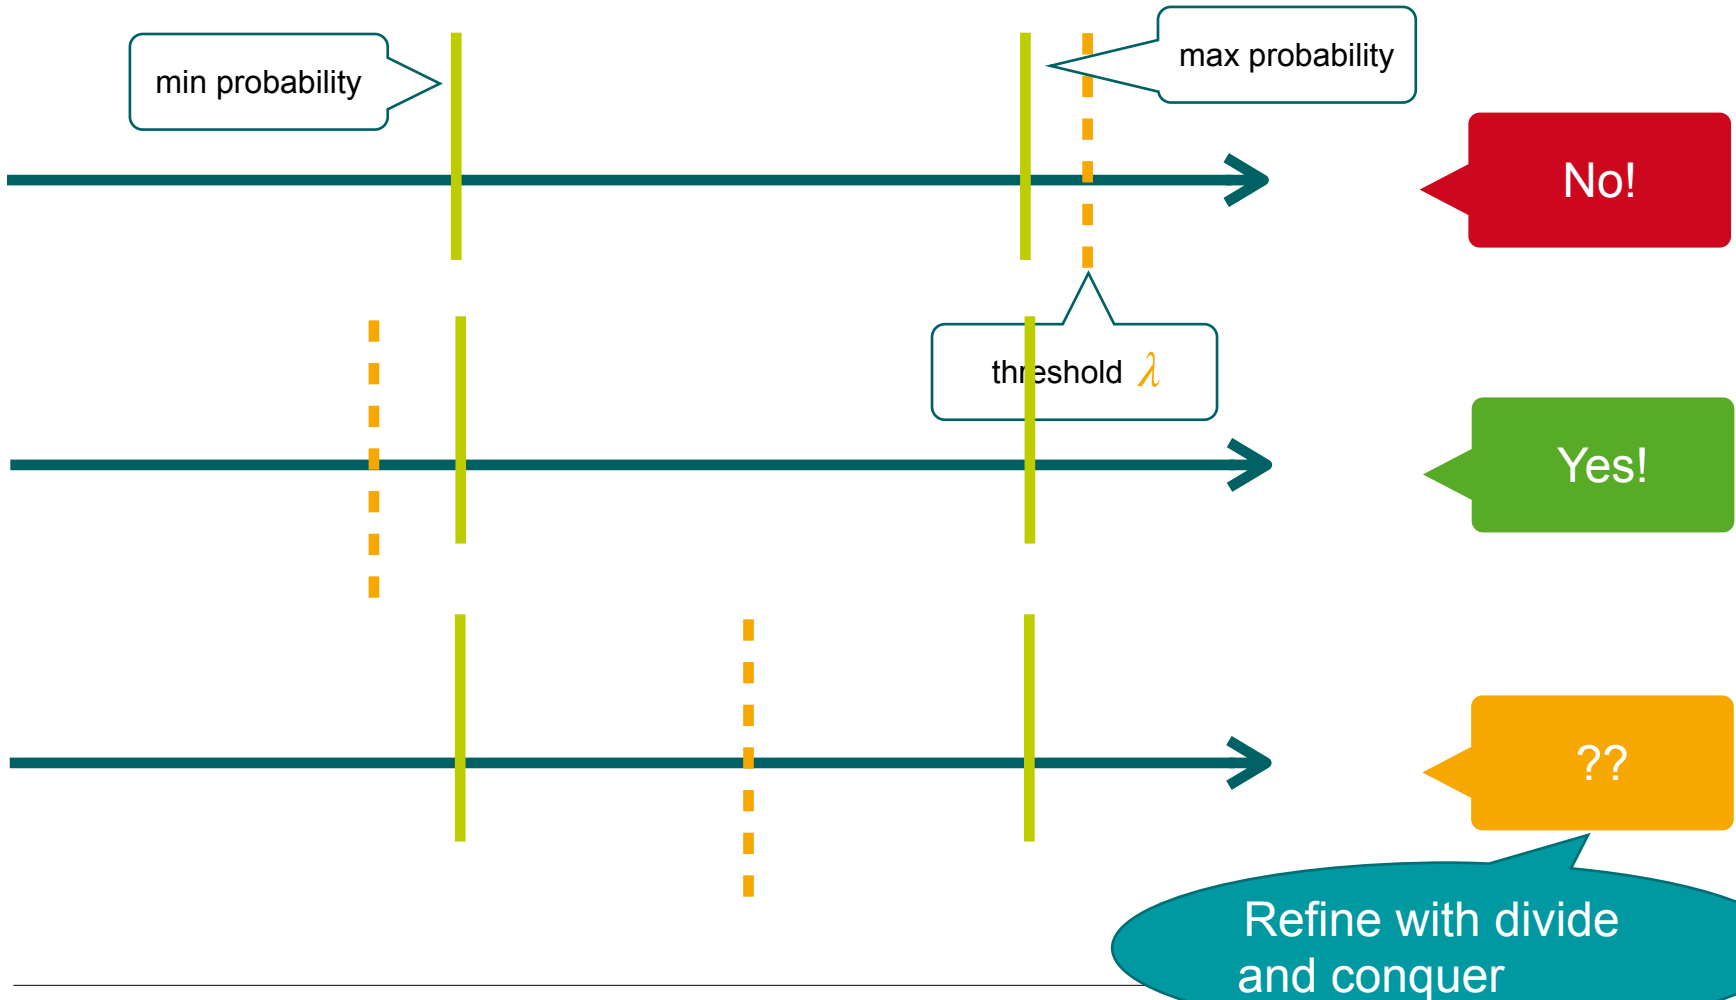 min probability
max probability
No!
threshold λ
Yes!
??
Refine with divide
and conquer